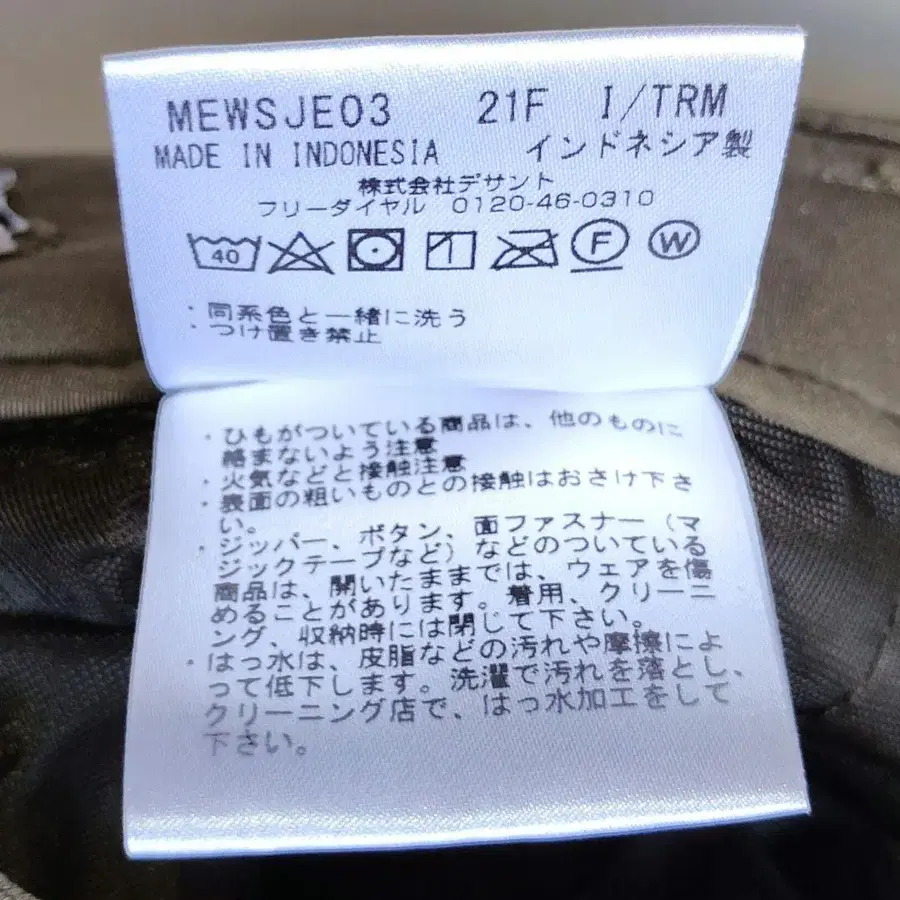 MEWSJE03 21F I/TRM
MADE IN INDONESIA インドネシア製
株式会社デサント
フリーダイヤル 0120-46-0310
40 F W
・同系色と一緒に洗う
・つけ置き禁止
・ひもがついている商品は、他のものに
絡まないよう注意
・火気などと接触注意
・表面の粗いものとの接触はおさけ下さ
い。
・ジッパー、ボタン、面ファスナー（マ
ジックテープなど）などのついている
商品は、開いたままでは、ウェアを傷
めることがあります。着用、クリーニ
ング、収納時には閉じて下さい。
・はっ水は、皮脂などの汚れや摩擦によ
って低下します。洗濯で汚れを落とし、
クリーニング店で、はっ水加工をして
下さい。